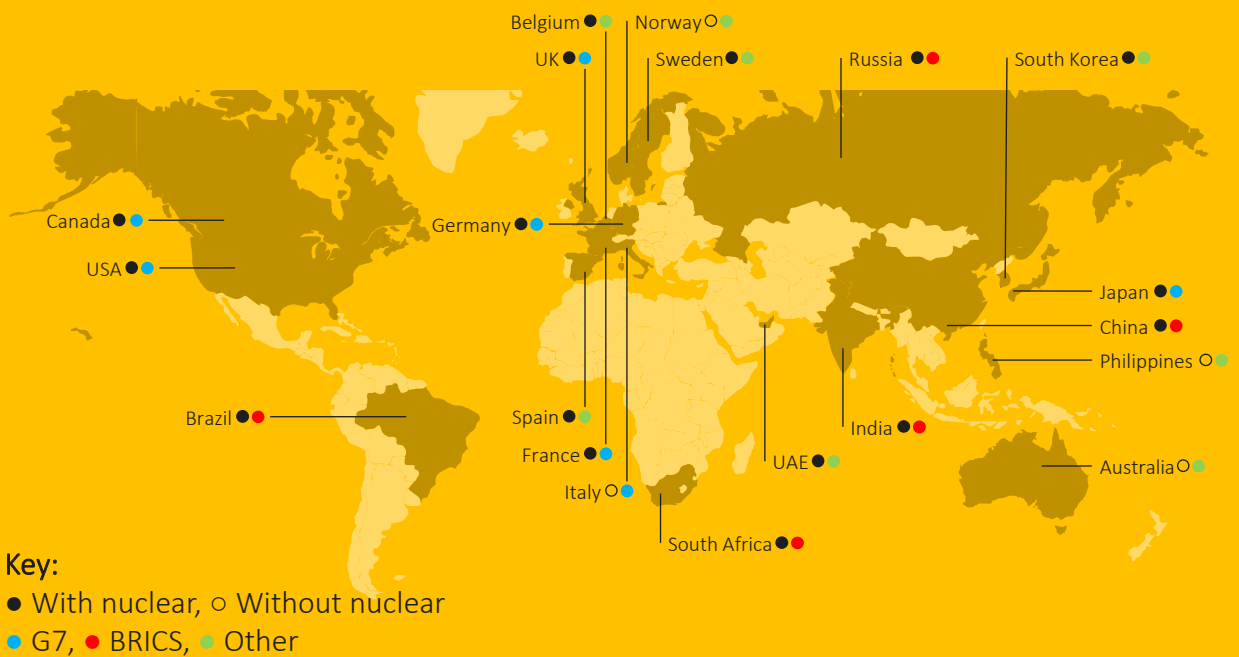 Belgium
Norway
UK
Sweden
Russia
South Korea
Canada
Germany
USA
Japan
China
Philippines
Brazil
Spain
India
France
UAE
Australia
Italy
South Africa
Key:
With nuclear, Without nuclear
G7, BRICS, Other